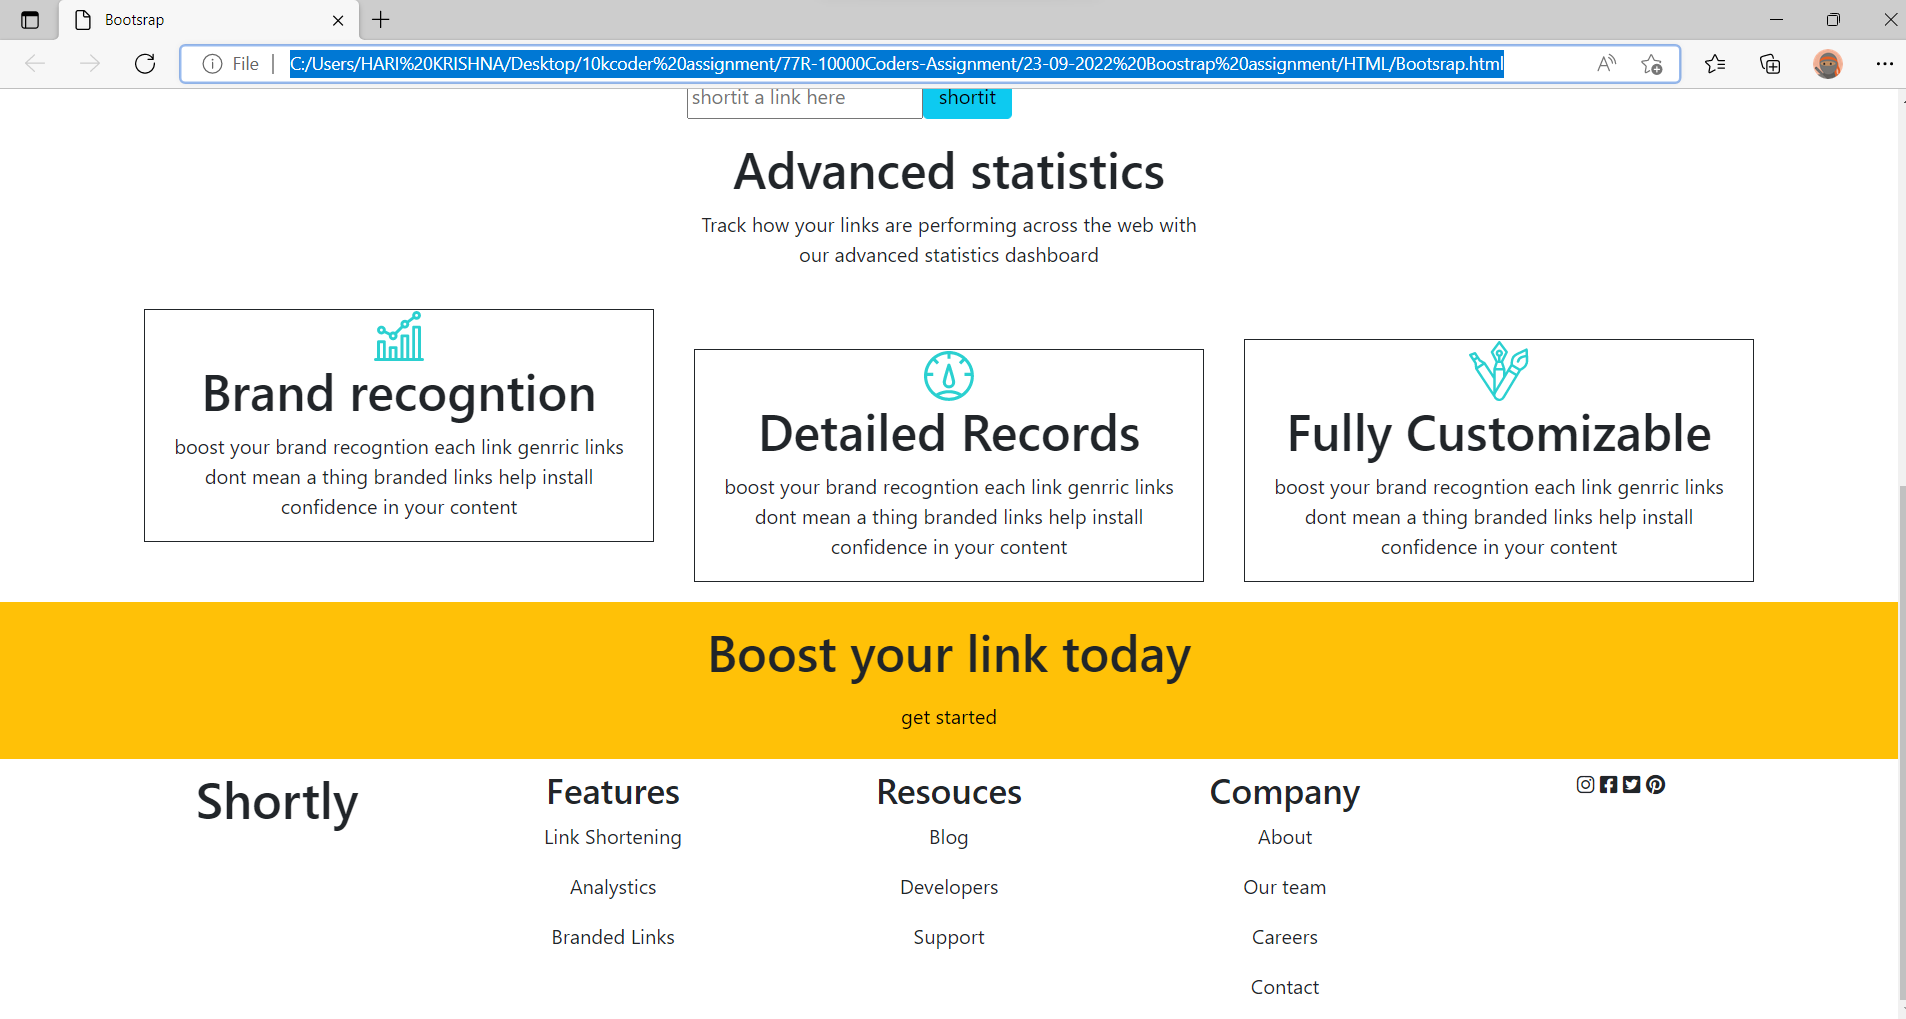 Bootsrap
File
C:/Users/HARI%20KRISHNA/Desktop/10kcoder%20assignment/77R-10000Coders-Assignment/23-09-2022%20Boostrap%20assignment/HTML/Bootsrap.html
shortit a link here
shortit
Advanced statistics
Track how your links are performing across the web with
our advanced statistics dashboard
Brand recogntion
boost your brand recogntion each link genrric links
dont mean a thing branded links help install
confidence in your content
Detailed Records
boost your brand recogntion each link genrric links
dont mean a thing branded links help install
confidence in your content
Fully Customizable
boost your brand recogntion each link genrric links
dont mean a thing branded links help install
confidence in your content
Boost your link today
get started
Shortly
Features
Link Shortening
Analystics
Branded Links
Resouces
Blog
Developers
Support
Company
About
Our team
Careers
Contact